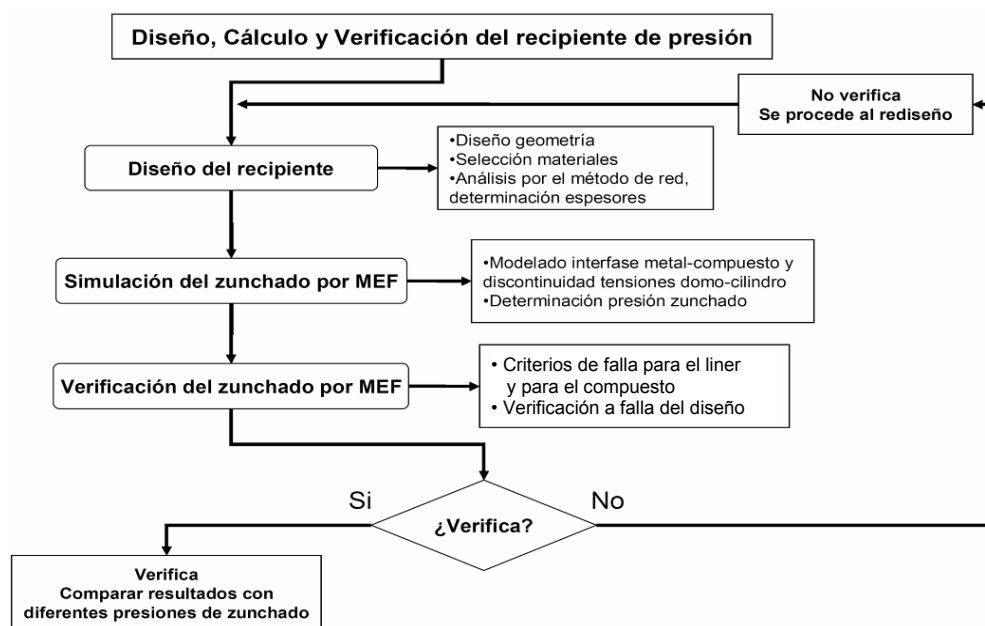 Diseño, Cálculo y Verificación del recipiente de presión
No verifica
Se procede al rediseño
Diseño del recipiente
•Diseño geometría
•Selección materiales
•Análisis por el método de red,
determinación espesores
Simulación del zunchado por MEF
•Modelado interfase metal-compuesto y
discontinuidad tensiones domo-cilindro
•Determinación presión zunchado
Verificación del zunchado por MEF
• Criterios de falla para el liner
y para el compuesto
• Verificación a falla del diseño
Si
No
¿Verifica?
Verifica
Comparar resultados con
diferentes presiones de zunchado